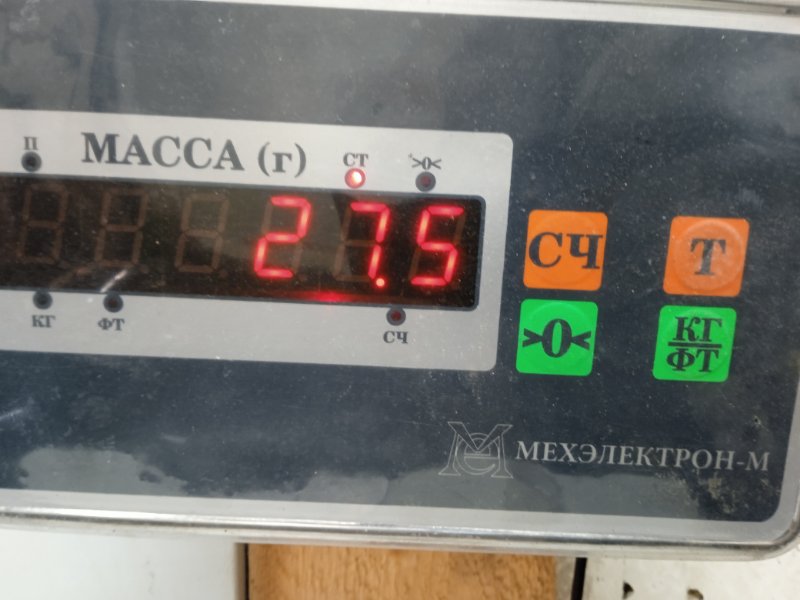 П МАССА (г) СТ >0<
27.5
КГ ФТ СЧ
СЧ Т
>0< КГ/ФТ
МЕХЭЛЕКТРОН-М